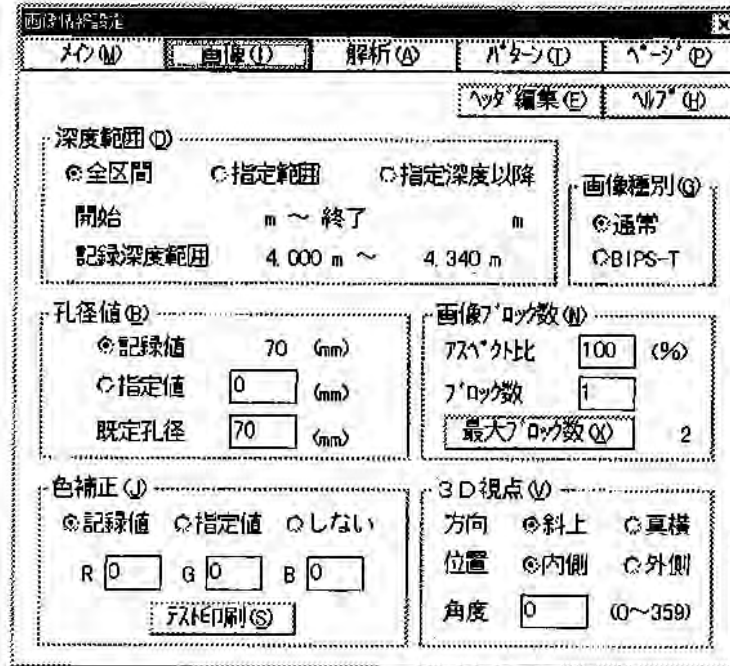 画像情報設定
ﾒｲﾝ(M) 画像(I) 解析(A) ﾊﾟﾀｰﾝ(T) ﾍﾟｰｼﾞ(P)
ﾍｯﾀﾞ編集(E) ﾍﾙﾌﾟ(H)
深度範囲(D)
◉全区間 ○指定範囲 ○指定深度以降
開始 m ～ 終了 m
記録深度範囲 4.000 m ～ 4.340 m
画像種別(G)
◉通常
○BIPS-T
孔径値(B)
◉記録値 70 (mm)
○指定値 0 (mm)
既定孔径 70 (mm)
画像ﾌﾞﾛｯｸ数(N)
ｱｽﾍﾟｸﾄ比 100 (%)
ﾌﾞﾛｯｸ数 1
最大ﾌﾞﾛｯｸ数(X) 2
色補正(J)
◉記録値 ○指定値 ○しない
R 0 G 0 B 0
ﾃｽﾄ印刷(S)
３Ｄ視点(V)
方向 ◉斜上 ○真横
位置 ◉内側 ○外側
角度 0 (0～359)